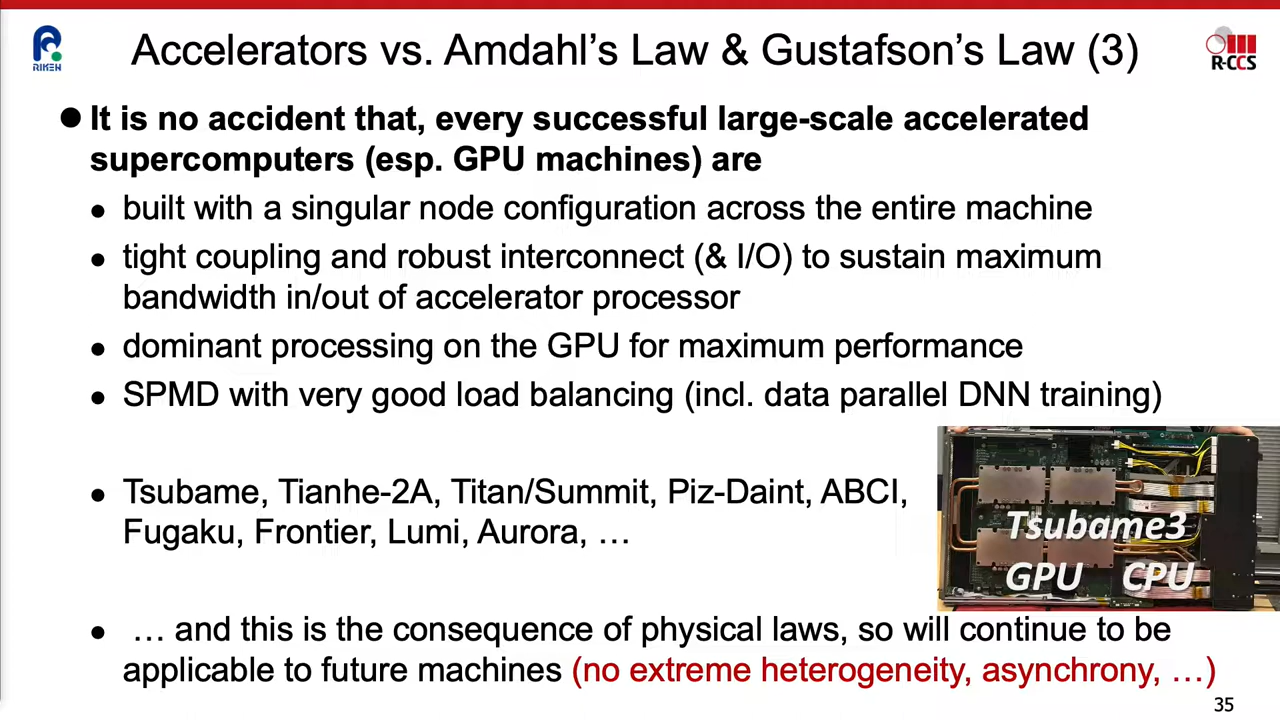 RIKEN
Accelerators vs. Amdahl's Law & Gustafson's Law (3)
R-CCS
● It is no accident that, every successful large-scale accelerated
supercomputers (esp. GPU machines) are
● built with a singular node configuration across the entire machine
● tight coupling and robust interconnect (& I/O) to sustain maximum
bandwidth in/out of accelerator processor
● dominant processing on the GPU for maximum performance
● SPMD with very good load balancing (incl. data parallel DNN training)
● Tsubame, Tianhe-2A, Titan/Summit, Piz-Daint, ABCI,
Fugaku, Frontier, Lumi, Aurora, …
Tsubame3
GPU CPU
● … and this is the consequence of physical laws, so will continue to be
applicable to future machines (no extreme heterogeneity, asynchrony, …)
35